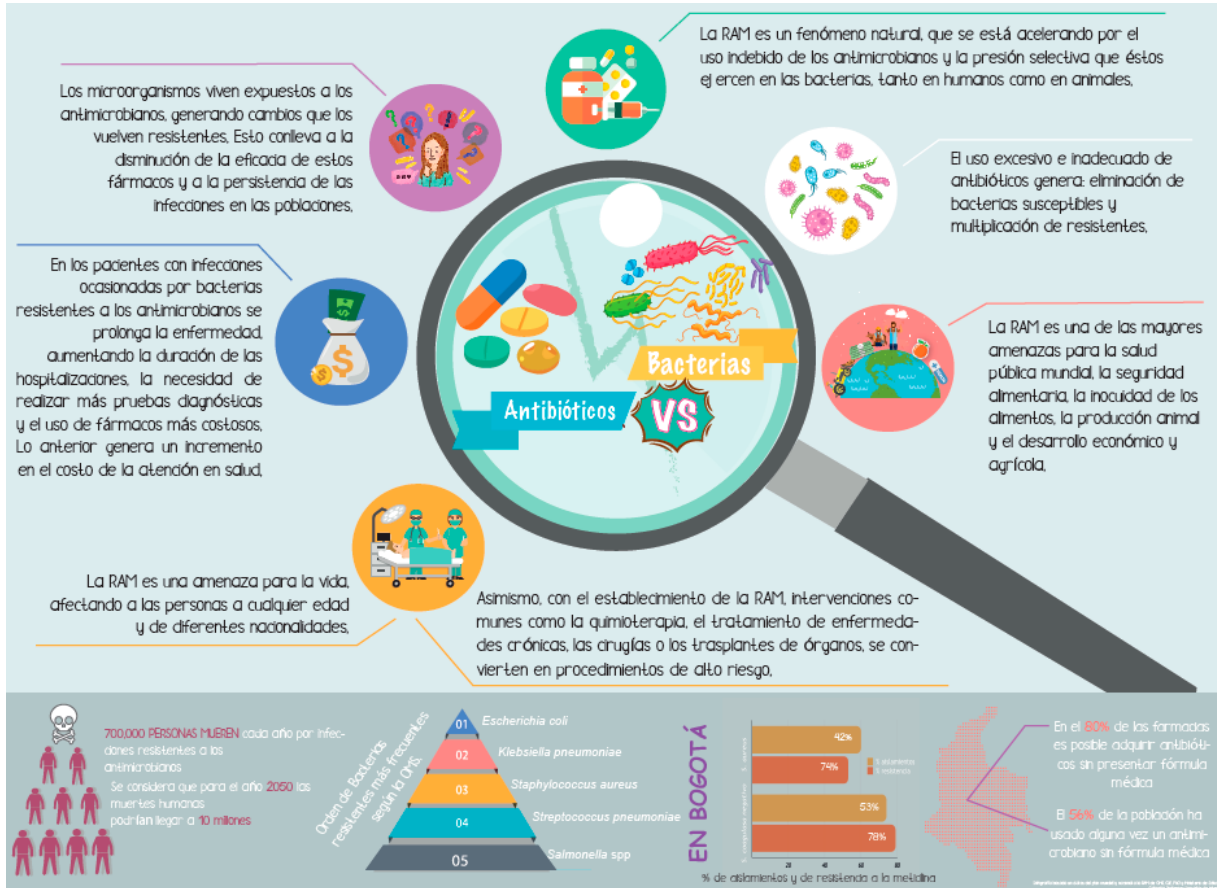 La RAM es un fenómeno natural, que se está acelerando por el
uso indebido de los antimicrobianos y la presión selectiva que éstos
ejercen en las bacterias, tanto en humanos como en animales.
Los microorganismos viven expuestos a los
antimicrobianos, generando cambios que los
vuelven resistentes. Esto conlleva a la
disminución de la eficacia de estos
fármacos y a la persistencia de las
infecciones en las poblaciones.
El uso excesivo e inadecuado de
antibióticos genera: eliminación de
bacterias susceptibles y
multiplicación de resistentes.
En los pacientes con infecciones
ocasionadas por bacterias
resistentes a los antimicrobianos se
prolonga la enfermedad,
aumentando la duración de las
hospitalizaciones, la necesidad de
realizar más pruebas diagnósticas
y el uso de fármacos más costosos.
Lo anterior genera un incremento
en el costo de la atención en salud.
La RAM es una de las mayores
amenazas para la salud
pública mundial, la seguridad
alimentaria, la inocuidad de los
alimentos, la producción animal
y el desarrollo económico y
agrícola.
Bacterias
Antibióticos
VS
La RAM es una amenaza para la vida,
afectando a las personas a cualquier edad
y de diferentes nacionalidades.
Asimismo, con el establecimiento de la RAM, intervenciones co-
munes como la quimioterapia, el tratamiento de enfermeda-
des crónicas, las cirugías o los trasplantes de órganos, se con-
vierten en procedimientos de alto riesgo.
700.000 PERSONAS MUEREN cada año por infec-
ciones resistentes a los
antimicrobianos
Se considera que para el año 2050 las
muertes humanas
podrían llegar a 10 millones
Orden de Bacterias
resistentes más frecuentes
según la OMS.
01 Escherichia coli
02 Klebsiella pneumoniae
03 Staphylococcus aureus
04 Streptococcus pneumoniae
05 Salmonella spp
EN BOGOTÁ
S. aureus
42%
74%
% aislamientos
% resistencia
53%
78%
20 40 60 80
% de aislamientos y de resistencia a la meticilina
En el 80% de las farmacias
es posible adquirir antibióti-
cos sin presentar fórmula
médica
El 56% de la población ha
usado alguna vez un antimi-
crobiano sin fórmula médica